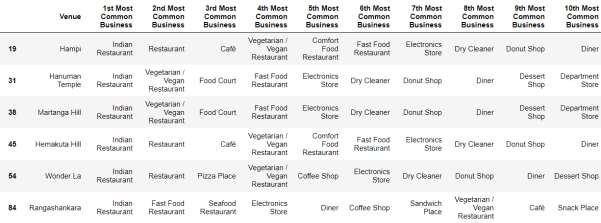 Venue 1st Most Common Business 2nd Most Common Business 3rd Most Common Business 4th Most Common Business 5th Most Common Business 6th Most Common Business 7th Most Common Business 8th Most Common Business 9th Most Common Business 10th Most Common Business
19 Hampi Indian Restaurant Restaurant Café Vegetarian / Vegan Restaurant Comfort Food Restaurant Fast Food Restaurant Electronics Store Dry Cleaner Donut Shop Diner
31 Hanuman Temple Indian Restaurant Vegetarian / Vegan Restaurant Food Court Fast Food Restaurant Electronics Store Dry Cleaner Donut Shop Diner Dessert Shop Department Store
38 Martanga Hill Indian Restaurant Vegetarian / Vegan Restaurant Food Court Fast Food Restaurant Electronics Store Dry Cleaner Donut Shop Diner Dessert Shop Department Store
45 Hemakuta Hill Indian Restaurant Restaurant Café Vegetarian / Vegan Restaurant Comfort Food Restaurant Fast Food Restaurant Electronics Store Dry Cleaner Donut Shop Diner
54 Wonder La Indian Restaurant Restaurant Pizza Place Vegetarian / Vegan Restaurant Coffee Shop Electronics Store Dry Cleaner Donut Shop Diner Dessert Shop
84 Rangashankara Indian Restaurant Fast Food Restaurant Seafood Restaurant Electronics Store Diner Coffee Shop Sandwich Place Vegetarian / Vegan Restaurant Café Snack Place